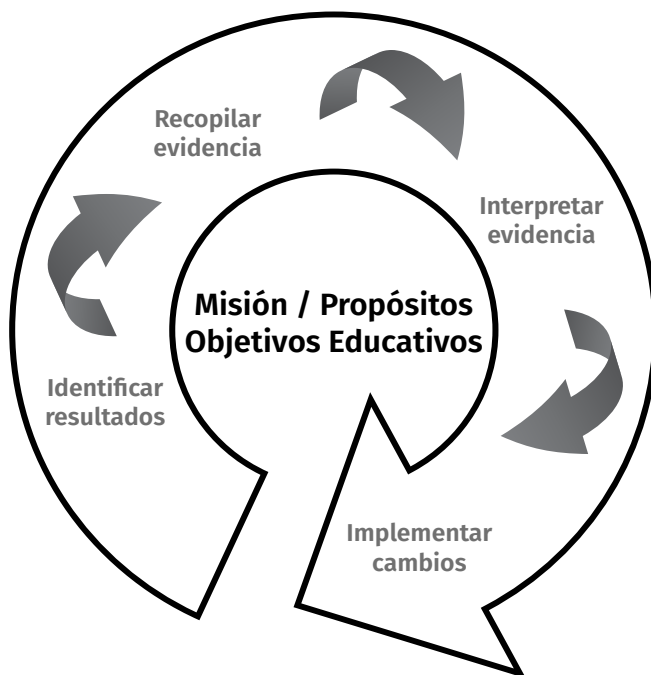 Recopilar
evidencia
Interpretar
evidencia
Misión / Propósitos
Objetivos Educativos
Identificar
resultados
Implementar
cambios